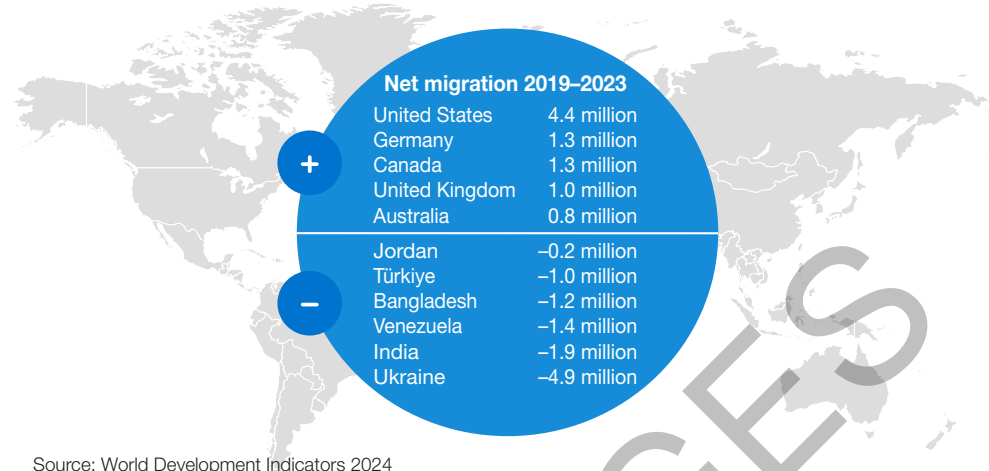 Net migration 2019–2023
United States 4.4 million
Germany 1.3 million
Canada 1.3 million
United Kingdom 1.0 million
Australia 0.8 million
+
Jordan –0.2 million
Türkiye –1.0 million
Bangladesh –1.2 million
Venezuela –1.4 million
India –1.9 million
Ukraine –4.9 million
–
Source: World Development Indicators 2024